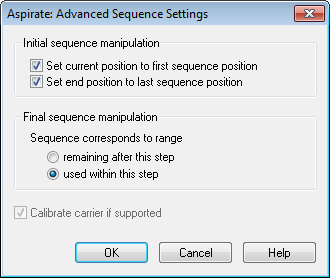 Aspirate: Advanced Sequence Settings
Initial sequence manipulation
Set current position to first sequence position
Set end position to last sequence position
Final sequence manipulation
Sequence corresponds to range
remaining after this step
used within this step
Calibrate carrier if supported
OK Cancel Help